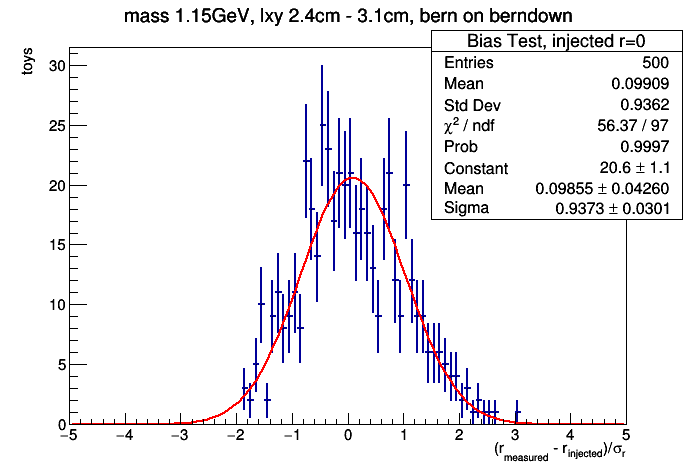 mass 1.15GeV, lxy 2.4cm - 3.1cm, bern on berndown
toys
Bias Test, injected r=0
Entries 500
Mean 0.09909
Std Dev 0.9362
χ² / ndf 56.37 / 97
Prob 0.9997
Constant 20.6 ± 1.1
Mean 0.09855 ± 0.04260
Sigma 0.9373 ± 0.0301
30
25
20
15
10
5
0
−5 −4 −3 −2 −1 0 1 2 3 4 5
(r_measured - r_injected)/σ_r